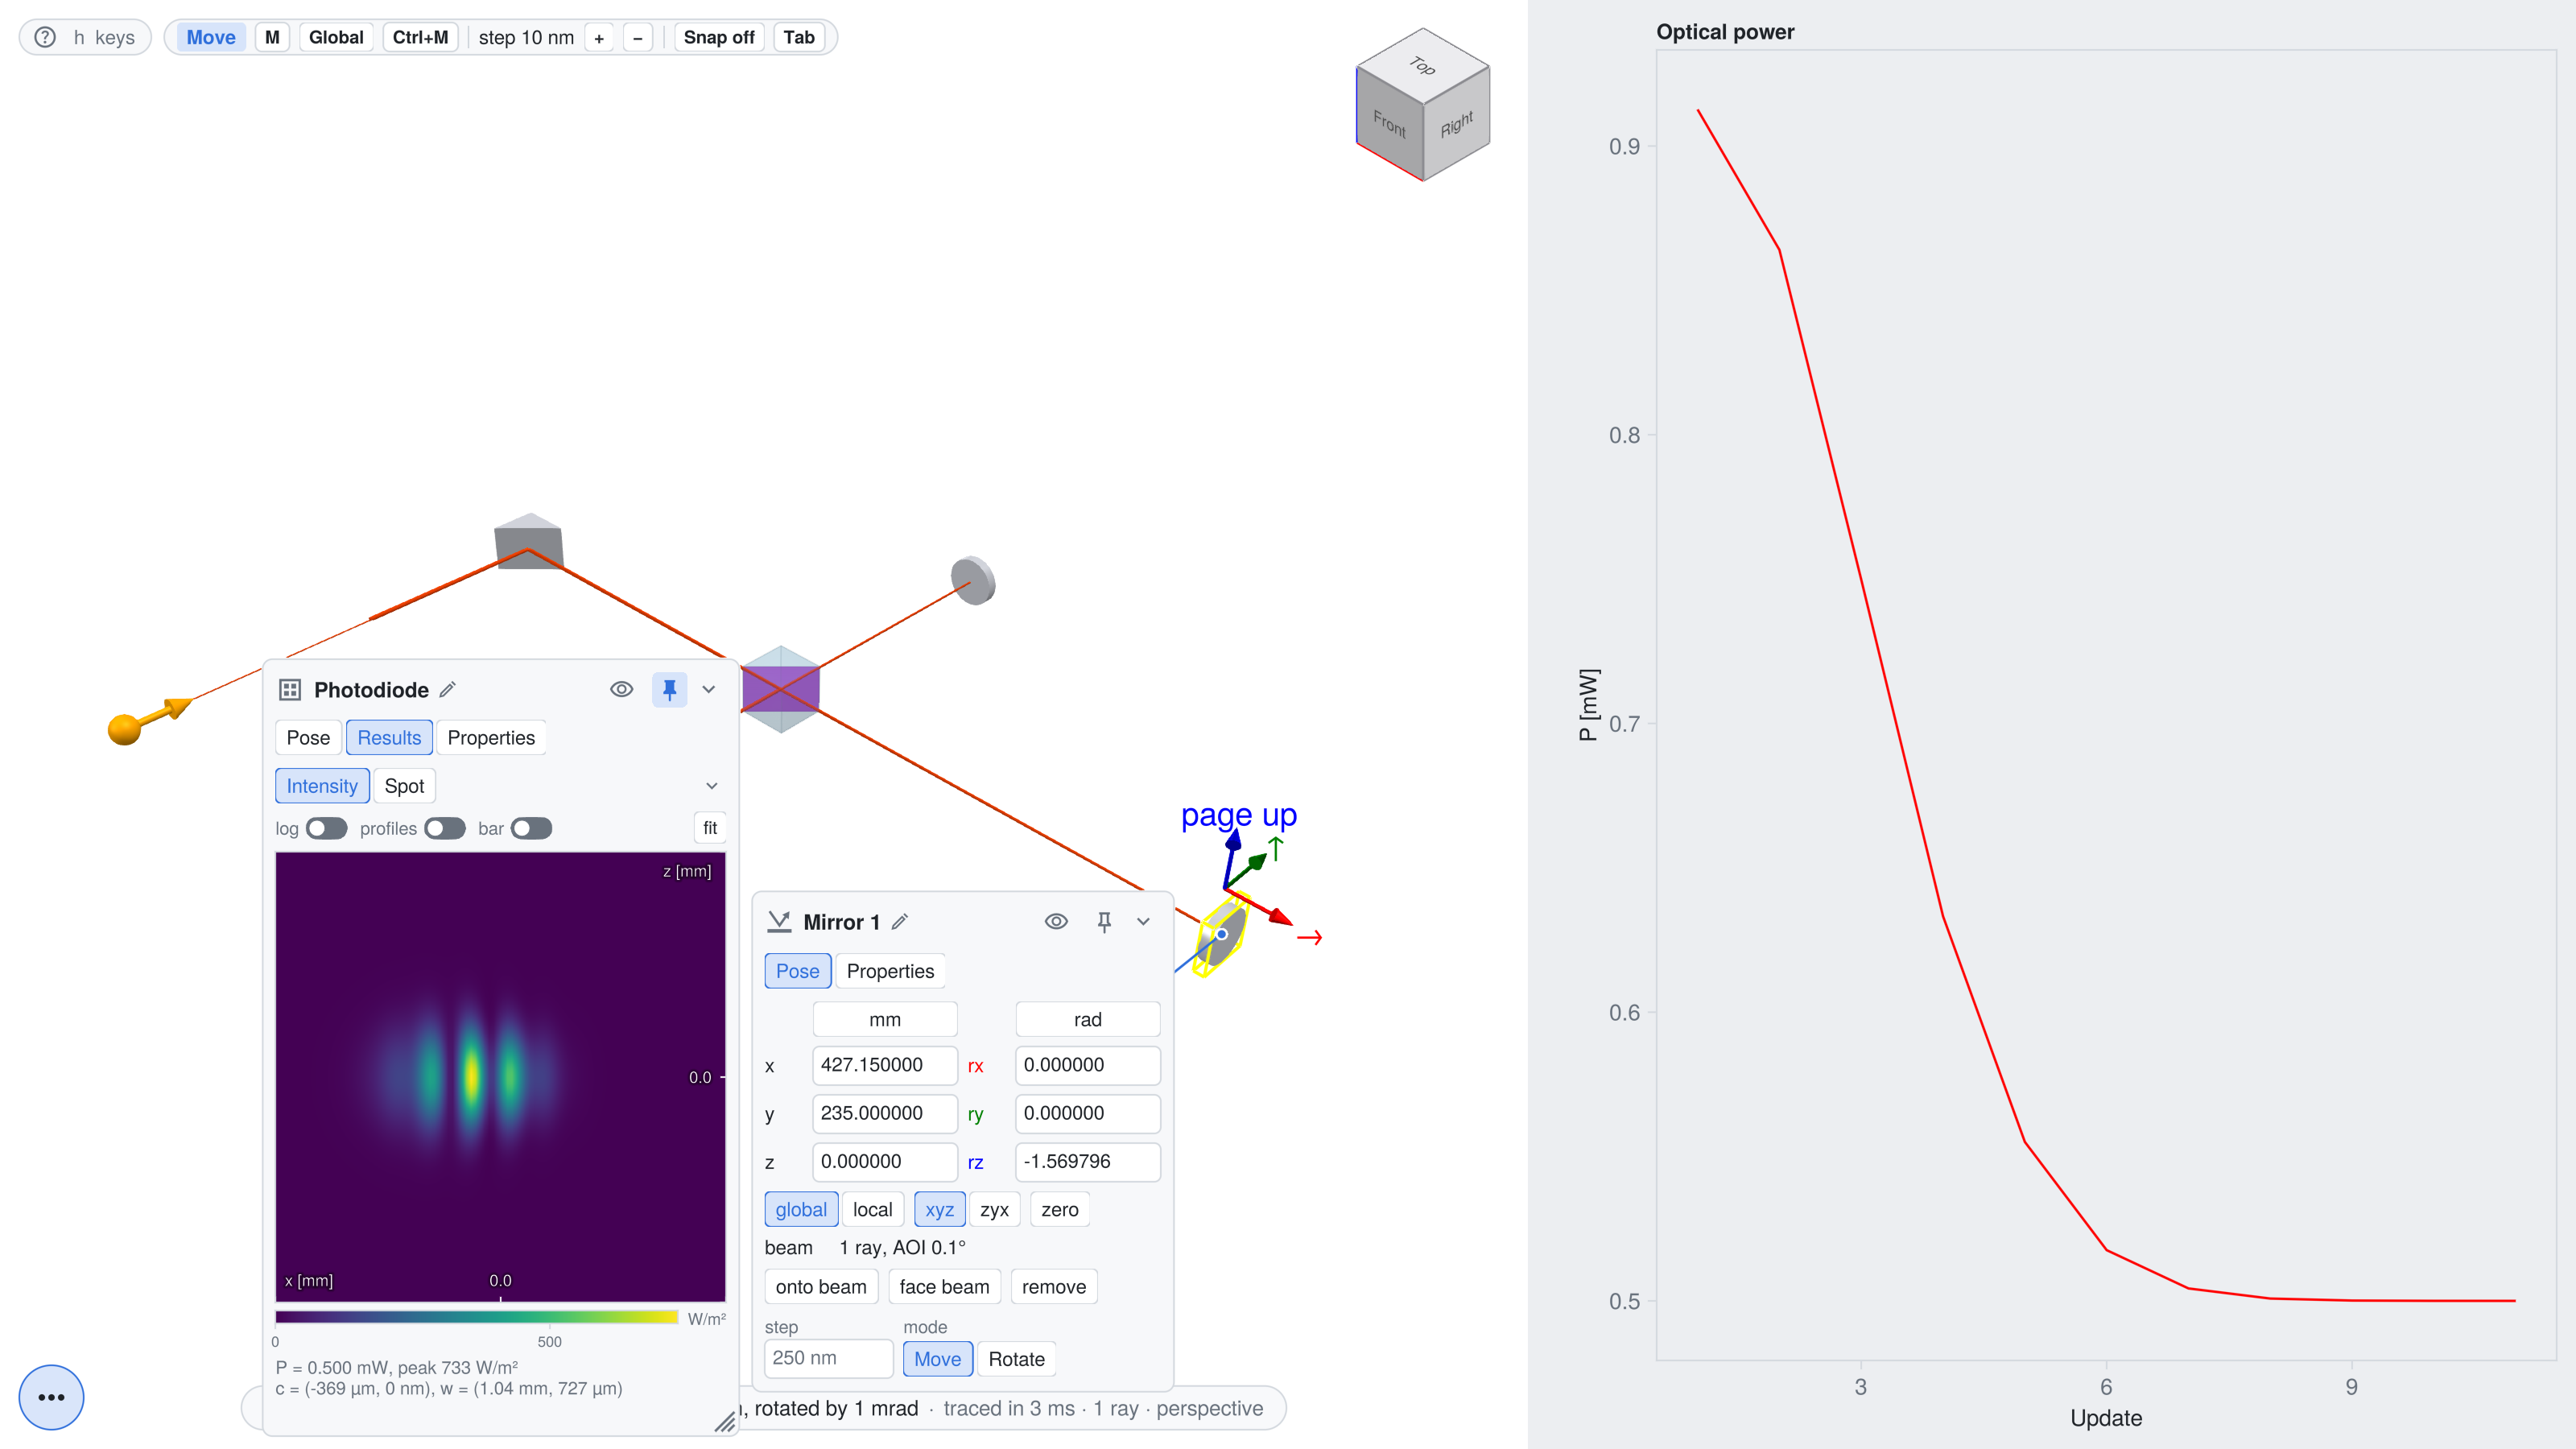 h keys
Move M Global Ctrl+M step 10 nm + − Snap off Tab
Top
Front
Right
Photodiode
Pose Results Properties
Intensity Spot
log profiles bar fit
z [mm]
0.0
x [mm] 0.0
W/m²
0 500
P = 0.500 mW, peak 733 W/m²
c = (-369 µm, 0 nm), w = (1.04 mm, 727 µm)
page up
↑
→
Mirror 1
Pose Properties
mm rad
x 427.150000 rx 0.000000
y 235.000000 ry 0.000000
z 0.000000 rz -1.569796
global local xyz zyx zero
beam 1 ray, AOI 0.1°
onto beam face beam remove
step mode
250 nm Move Rotate
, rotated by 1 mrad · traced in 3 ms · 1 ray · perspective
Optical power
0.9
0.8
0.7
0.6
0.5
P [mW]
3 6 9
Update